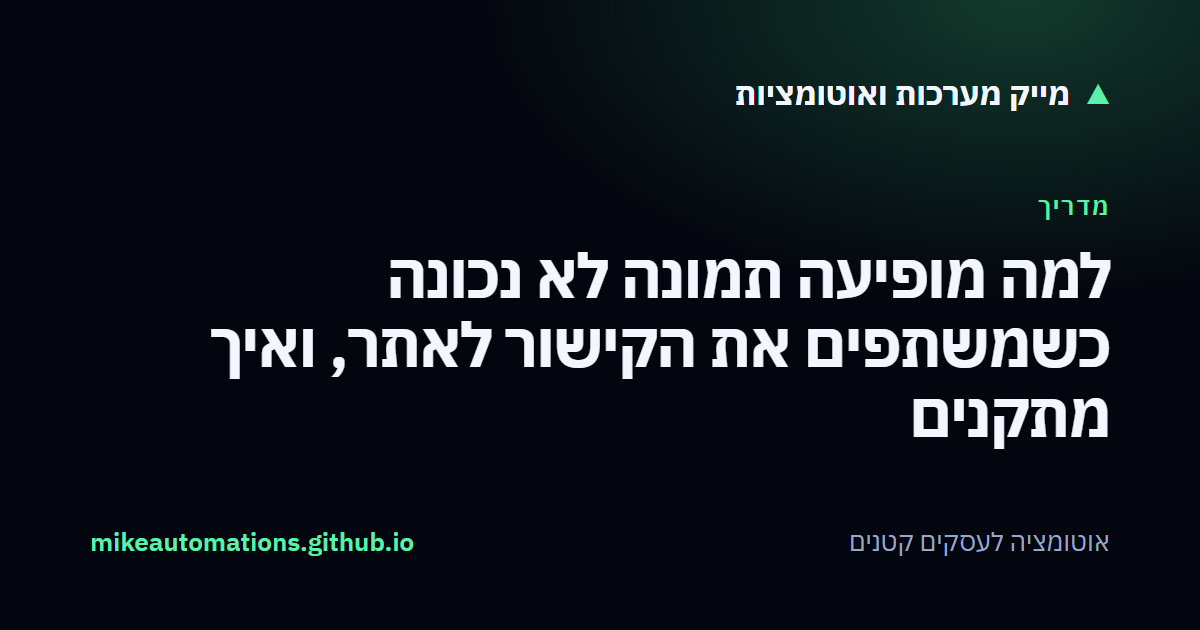 מייק מערכות ואוטומציות
מדריך
למה מופיעה תמונה לא נכונה
כשמשתפים את הקישור לאתר, ואיך
מתקנים
אוטומציה לעסקים קטנים
mikeautomations.github.io